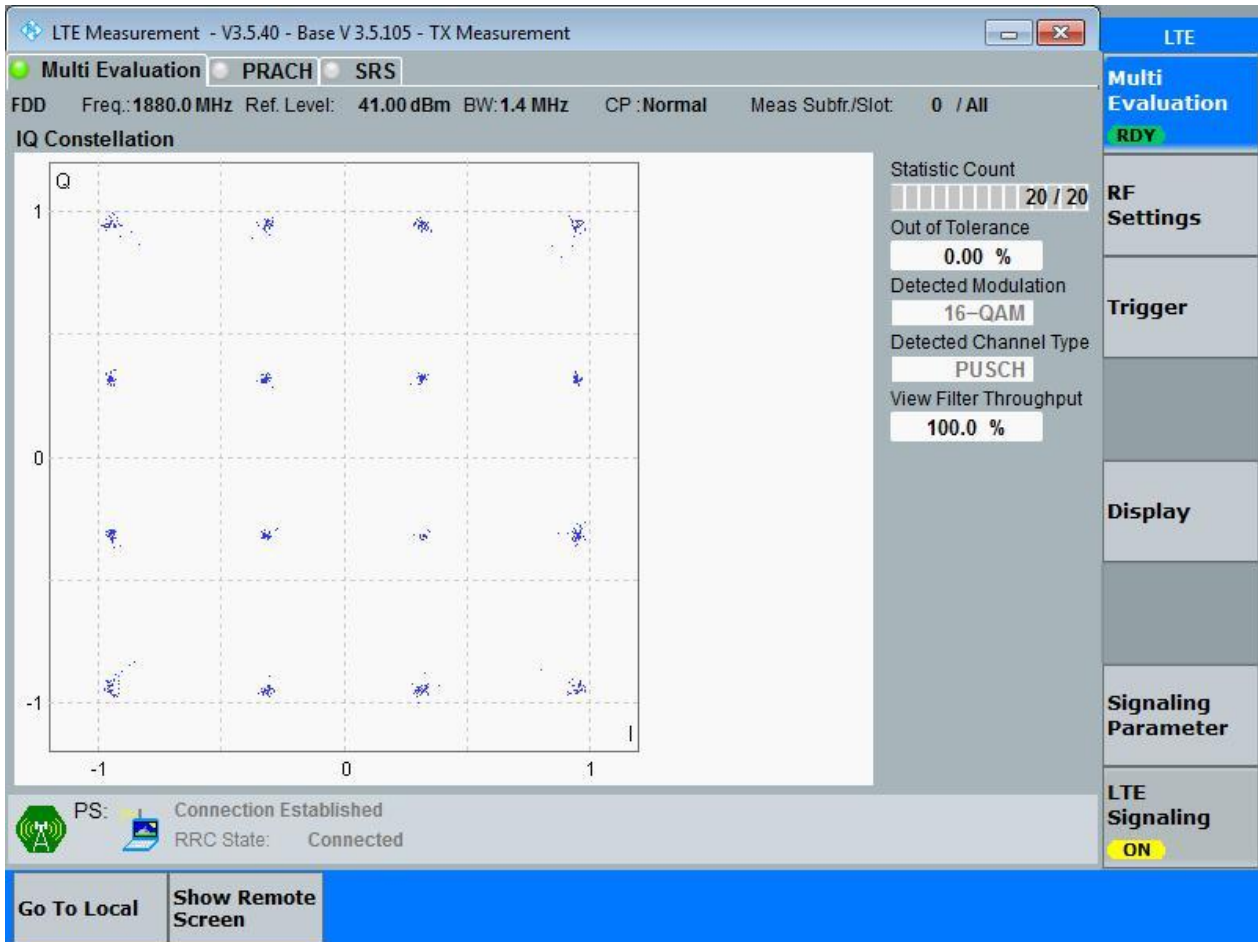 LTE Measurement - V3.5.40 - Base V 3.5.105 - TX Measurement
LTE
Multi Evaluation PRACH SRS
Multi
Evaluation
RDY
FDD Freq.:1880.0 MHz Ref. Level: 41.00 dBm BW:1.4 MHz CP :Normal Meas Subfr./Slot: 0 / All
IQ Constellation
Q
1
0
-1
I
-1 0 1
Statistic Count
20 / 20
Out of Tolerance
0.00 %
Detected Modulation
16-QAM
Detected Channel Type
PUSCH
View Filter Throughput
100.0 %
RF
Settings
Trigger
Display
Signaling
Parameter
LTE
Signaling
ON
PS: Connection Established
RRC State: Connected
Go To Local
Show Remote
Screen